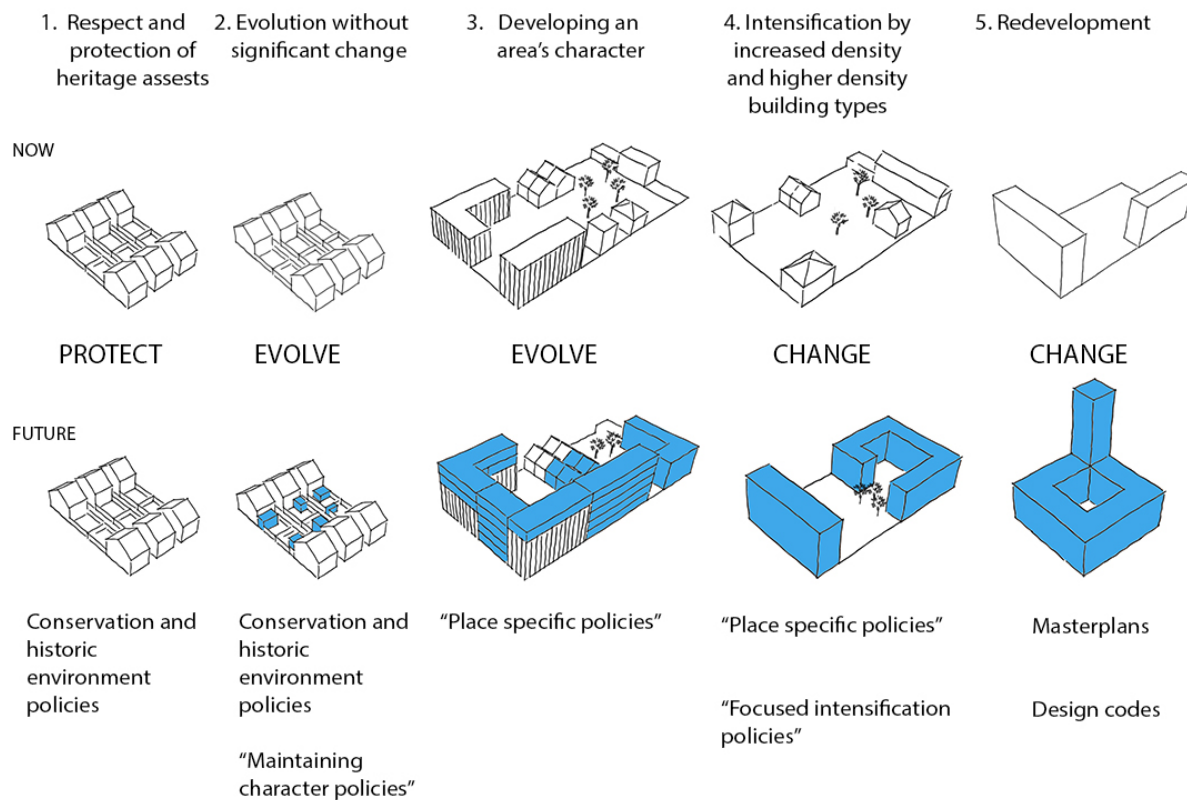 1. Respect and
protection of
heritage assests
2. Evolution without
significant change
3. Developing an
area's character
4. Intensification by
increased density
and higher density
building types
5. Redevelopment
NOW
PROTECT
EVOLVE
EVOLVE
CHANGE
CHANGE
FUTURE
Conservation and
historic
environment
policies
Conservation and
historic
environment
policies
“Maintaining
character policies”
“Place specific policies”
“Place specific policies”
“Focused intensification
policies”
Masterplans
Design codes